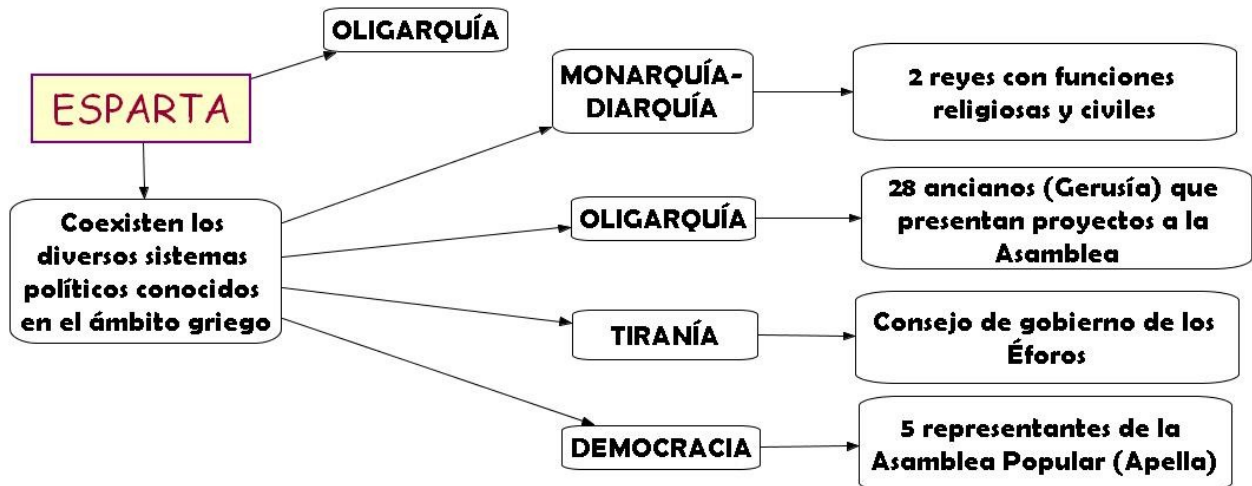 OLIGARQUÍA
ESPARTA
Coexisten los
diversos sistemas
políticos conocidos
en el ámbito griego
MONARQUÍA-
DIARQUÍA
2 reyes con funciones
religiosas y civiles
OLIGARQUÍA
28 ancianos (Gerusía) que
presentan proyectos a la
Asamblea
TIRANÍA
Consejo de gobierno de los
Éforos
DEMOCRACIA
5 representantes de la
Asamblea Popular (Apella)